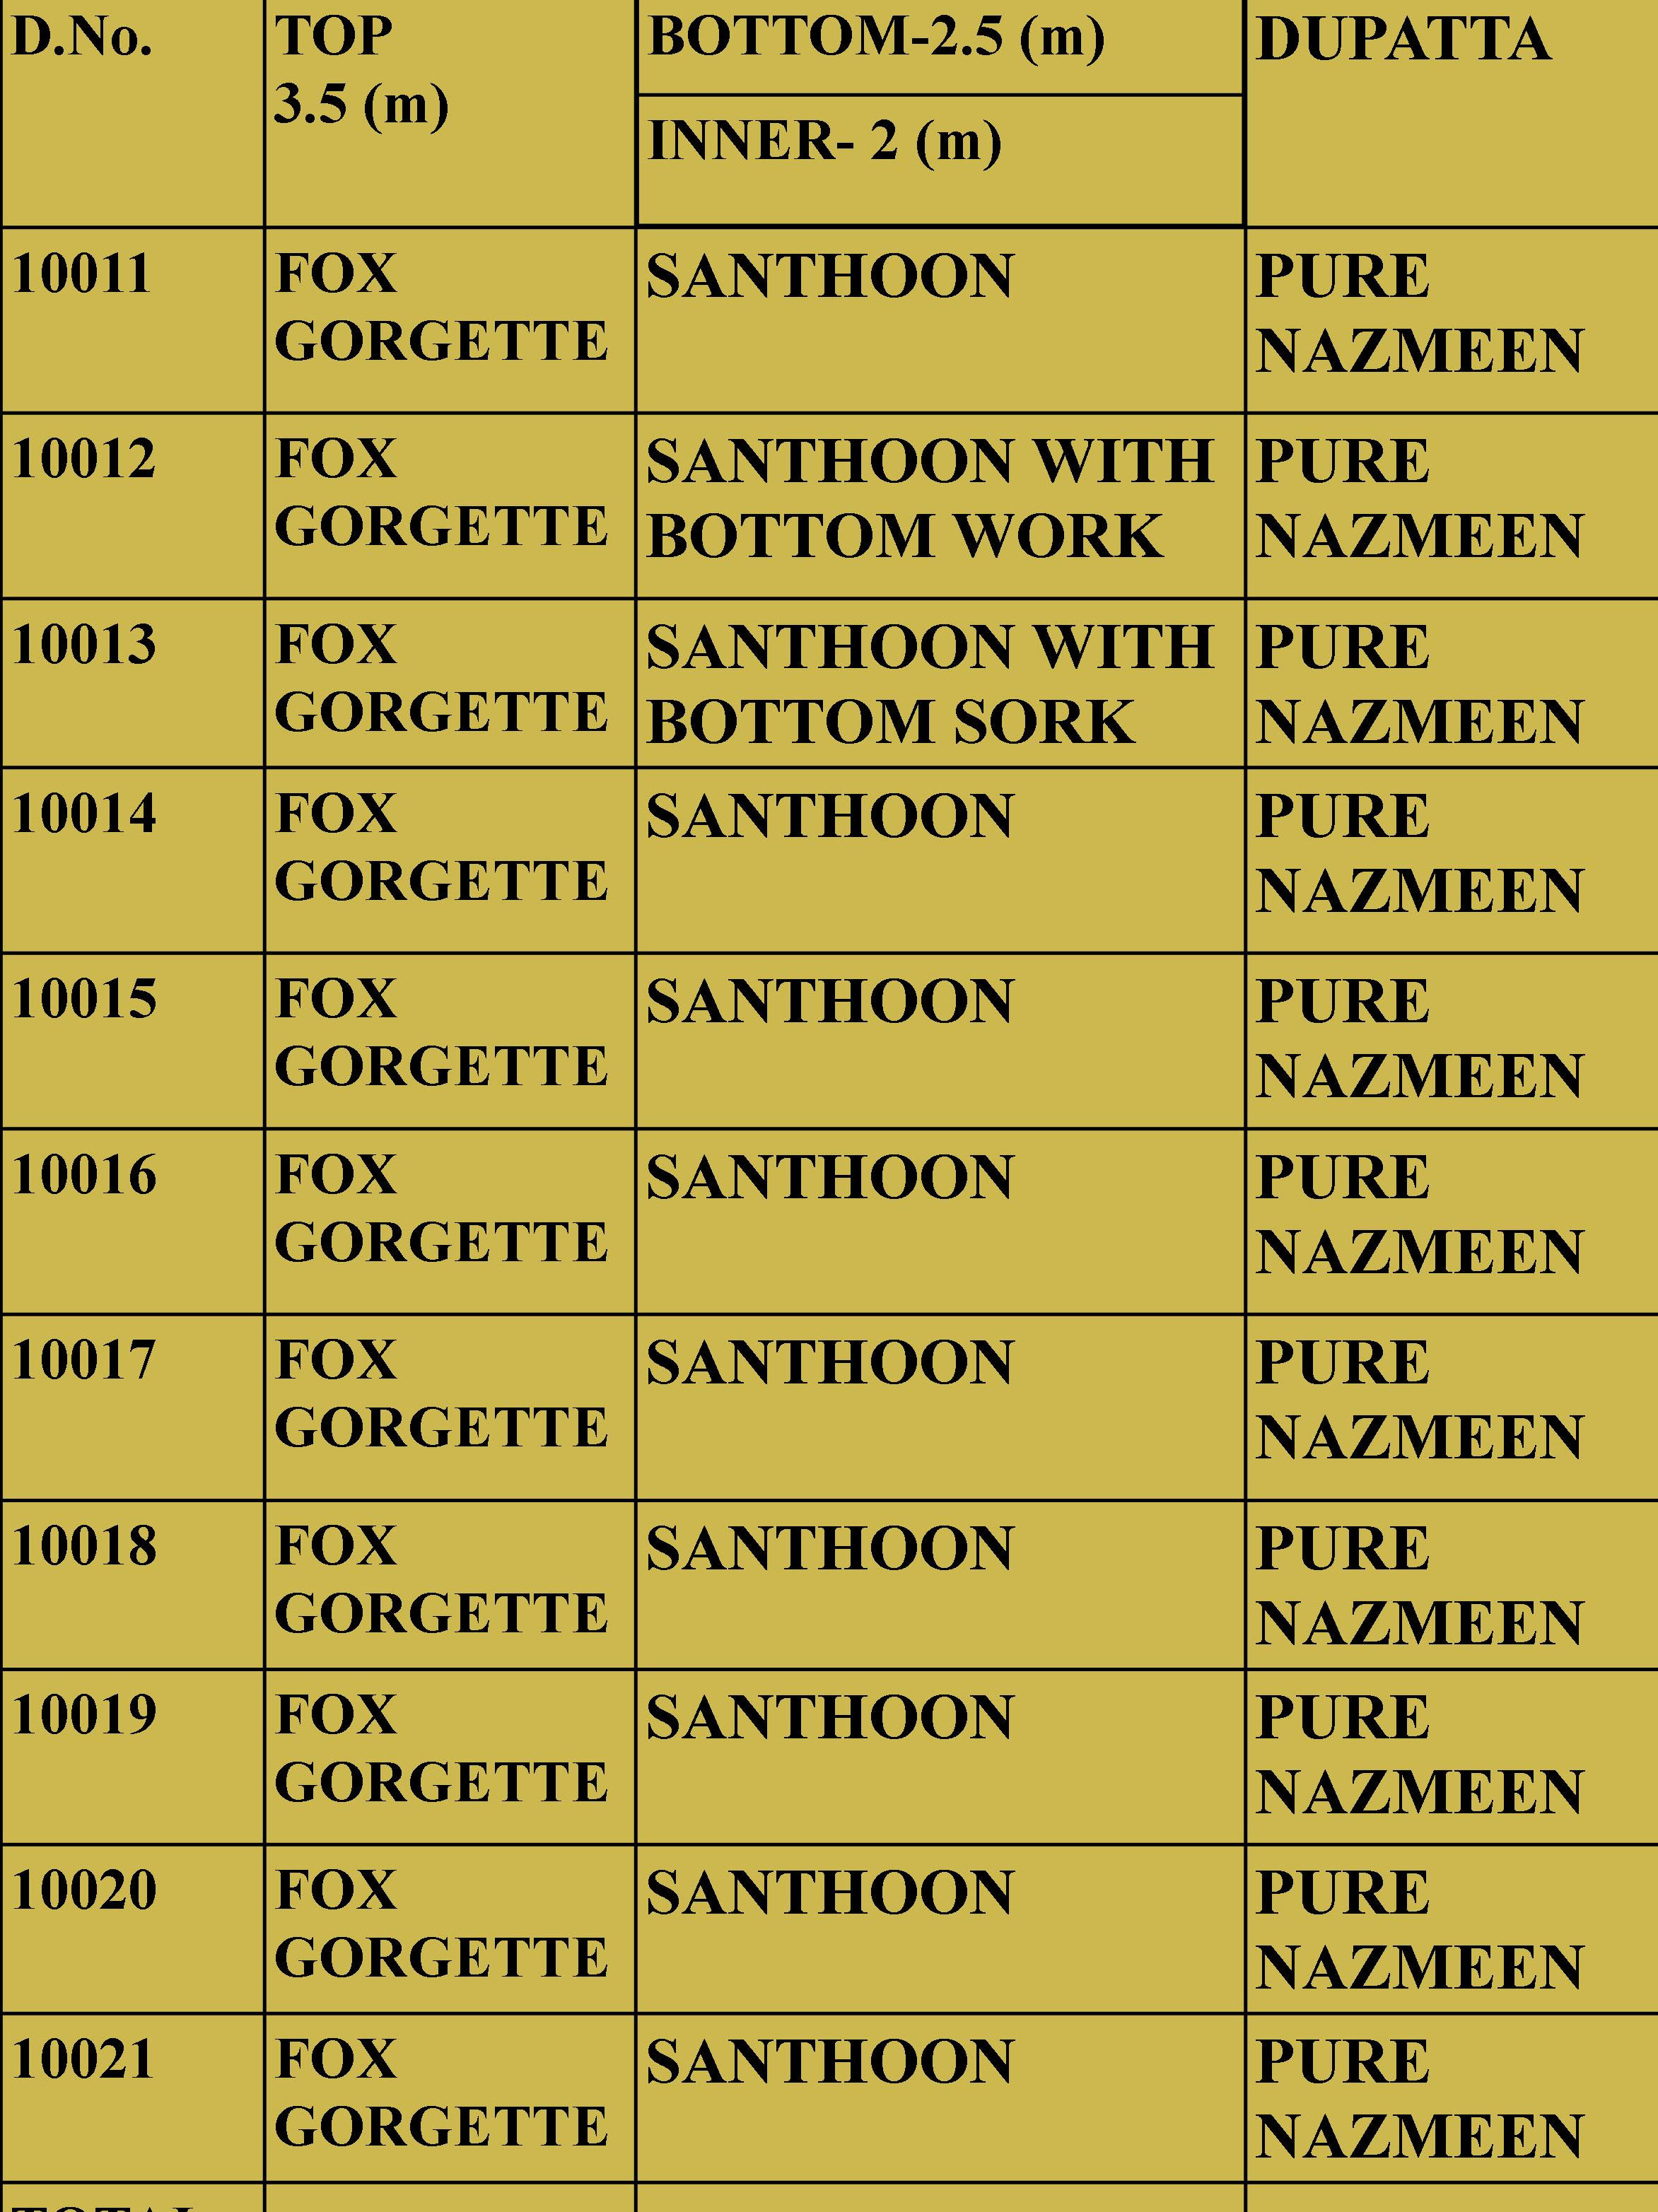 D.No.
TOP
3.5 (m)
BOTTOM-2.5 (m)
INNER- 2 (m)
DUPATTA
10011
FOX
GORGETTE
SANTHOON
PURE
NAZMEEN
10012
FOX
GORGETTE
SANTHOON WITH
BOTTOM WORK
PURE
NAZMEEN
10013
FOX
GORGETTE
SANTHOON WITH
BOTTOM SORK
PURE
NAZMEEN
10014
FOX
GORGETTE
SANTHOON
PURE
NAZMEEN
10015
FOX
GORGETTE
SANTHOON
PURE
NAZMEEN
10016
FOX
GORGETTE
SANTHOON
PURE
NAZMEEN
10017
FOX
GORGETTE
SANTHOON
PURE
NAZMEEN
10018
FOX
GORGETTE
SANTHOON
PURE
NAZMEEN
10019
FOX
GORGETTE
SANTHOON
PURE
NAZMEEN
10020
FOX
GORGETTE
SANTHOON
PURE
NAZMEEN
10021
FOX
GORGETTE
SANTHOON
PURE
NAZMEEN
TOTAL